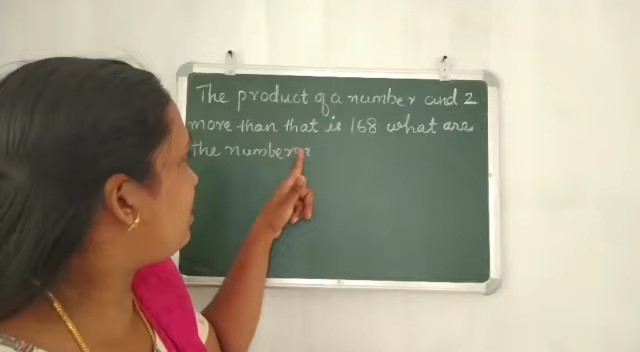 The product of a number and 2
more than that is 168 what are
the numbers?